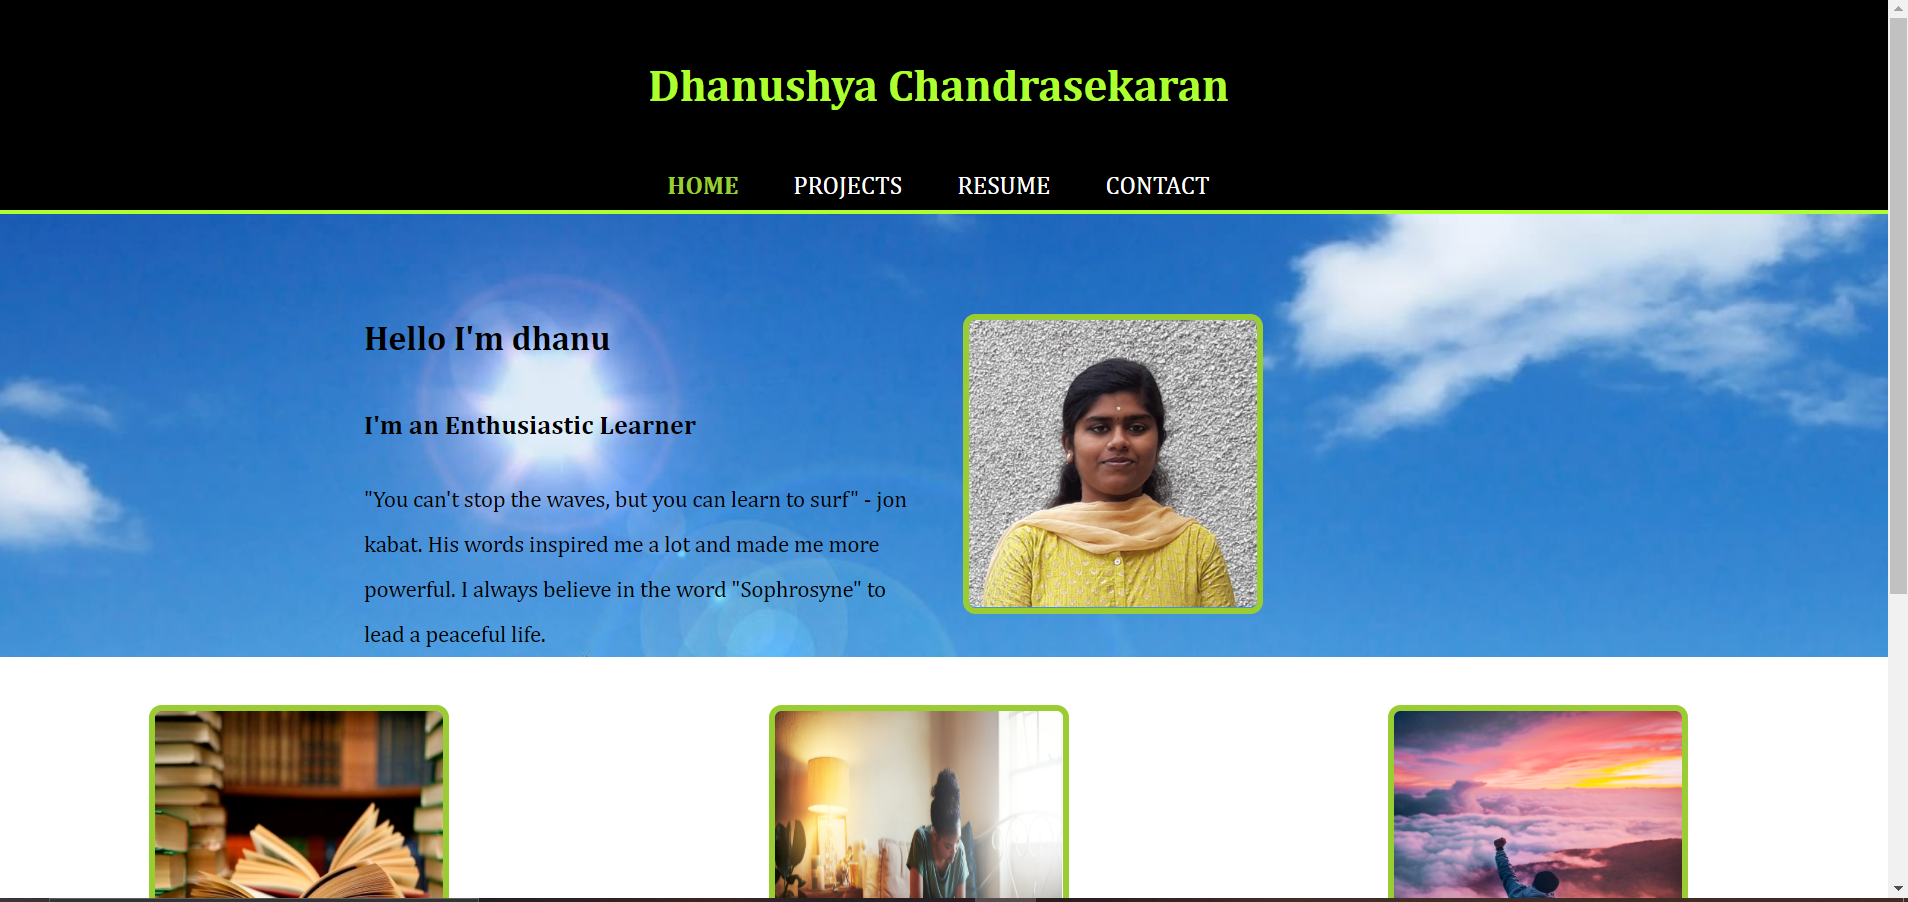 Dhanushya Chandrasekaran
HOME PROJECTS RESUME CONTACT
Hello I'm dhanu
I'm an Enthusiastic Learner
"You can't stop the waves, but you can learn to surf" - jon
kabat. His words inspired me a lot and made me more
powerful. I always believe in the word "Sophrosyne" to
lead a peaceful life.